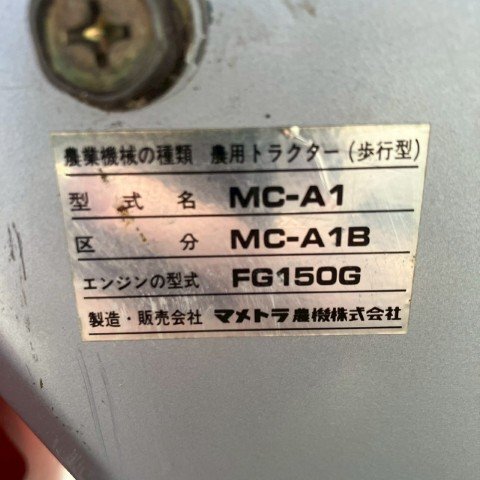 農業機械の種類 農用トラクター(歩行型)
型式名 MC-A1
区分 MC-A1B
エンジンの型式 FG150G
製造・販売会社 マメトラ農機株式会社